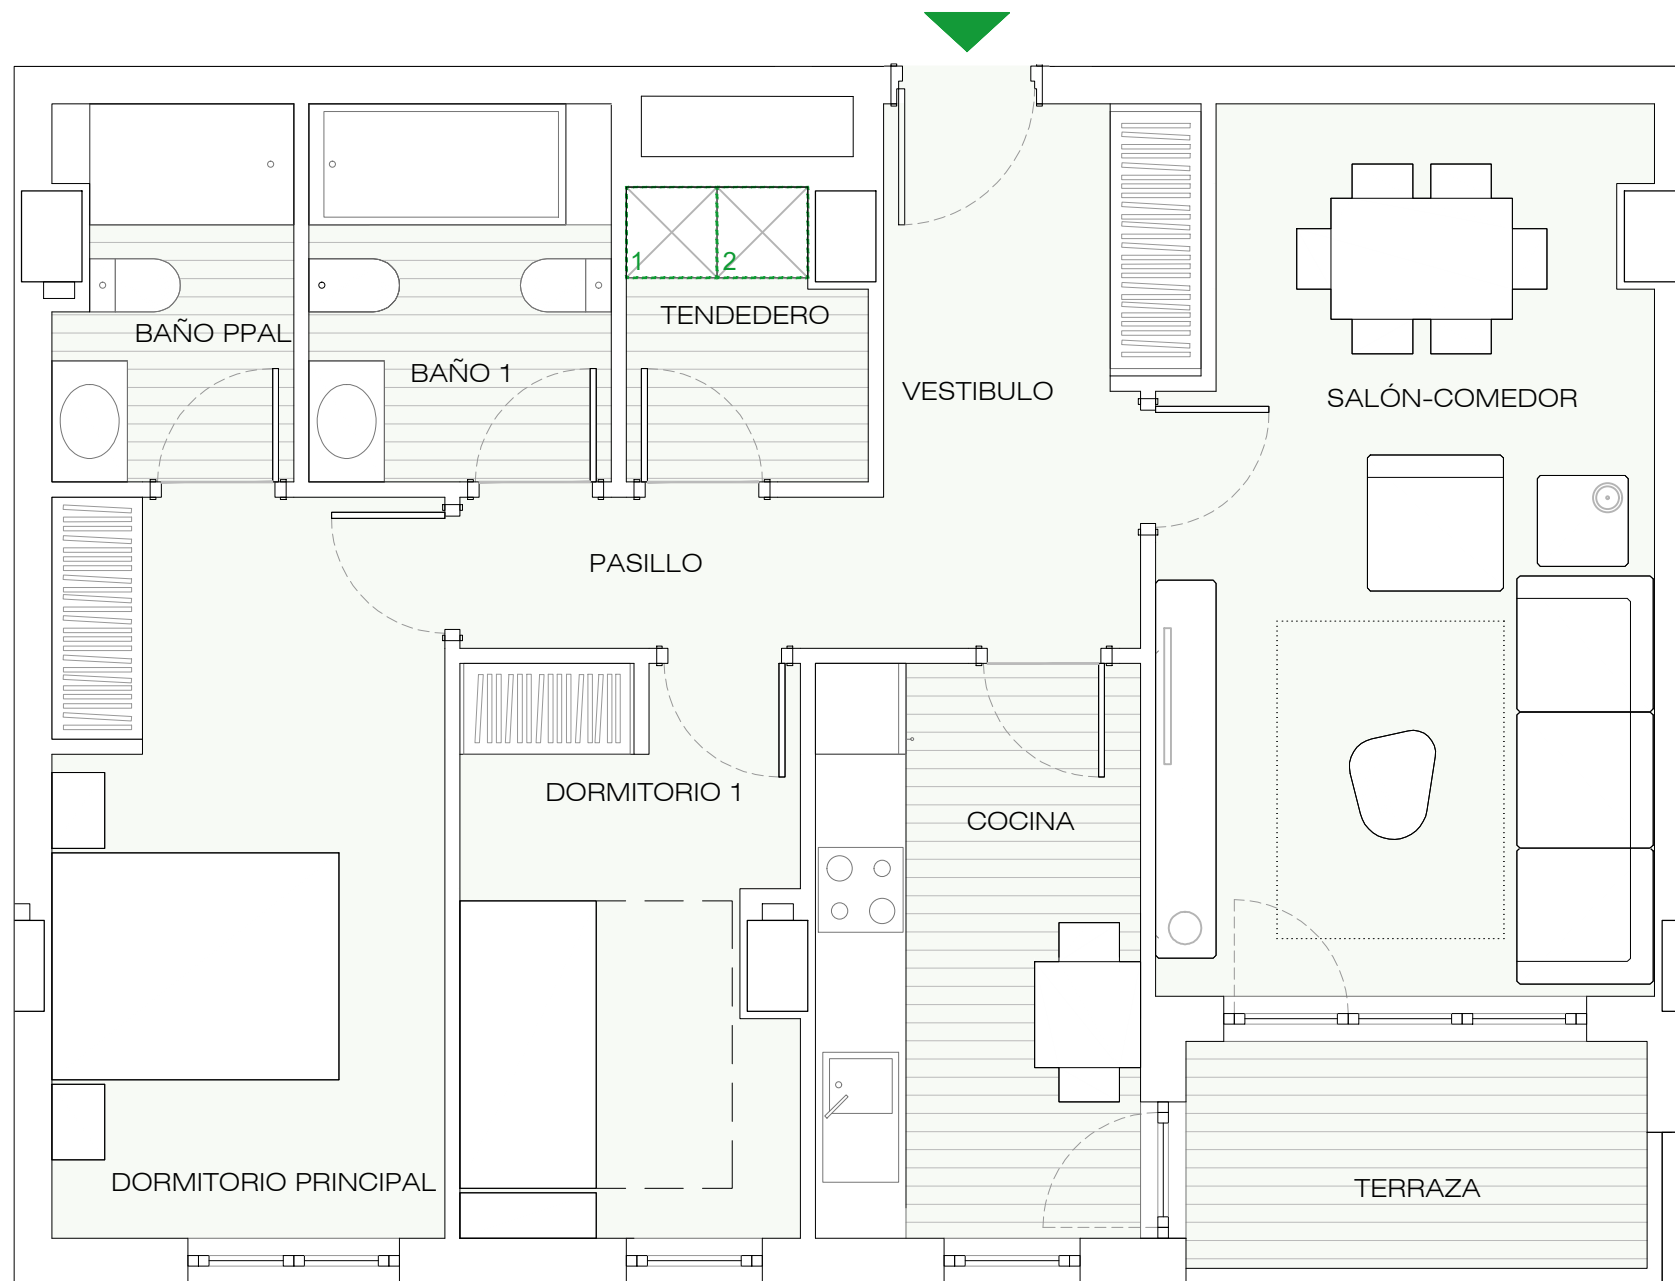 1
2
TENDEDERO
BAÑO PPAL
BAÑO 1
VESTIBULO
SALÓN-COMEDOR
PASILLO
DORMITORIO 1
COCINA
DORMITORIO PRINCIPAL
TERRAZA